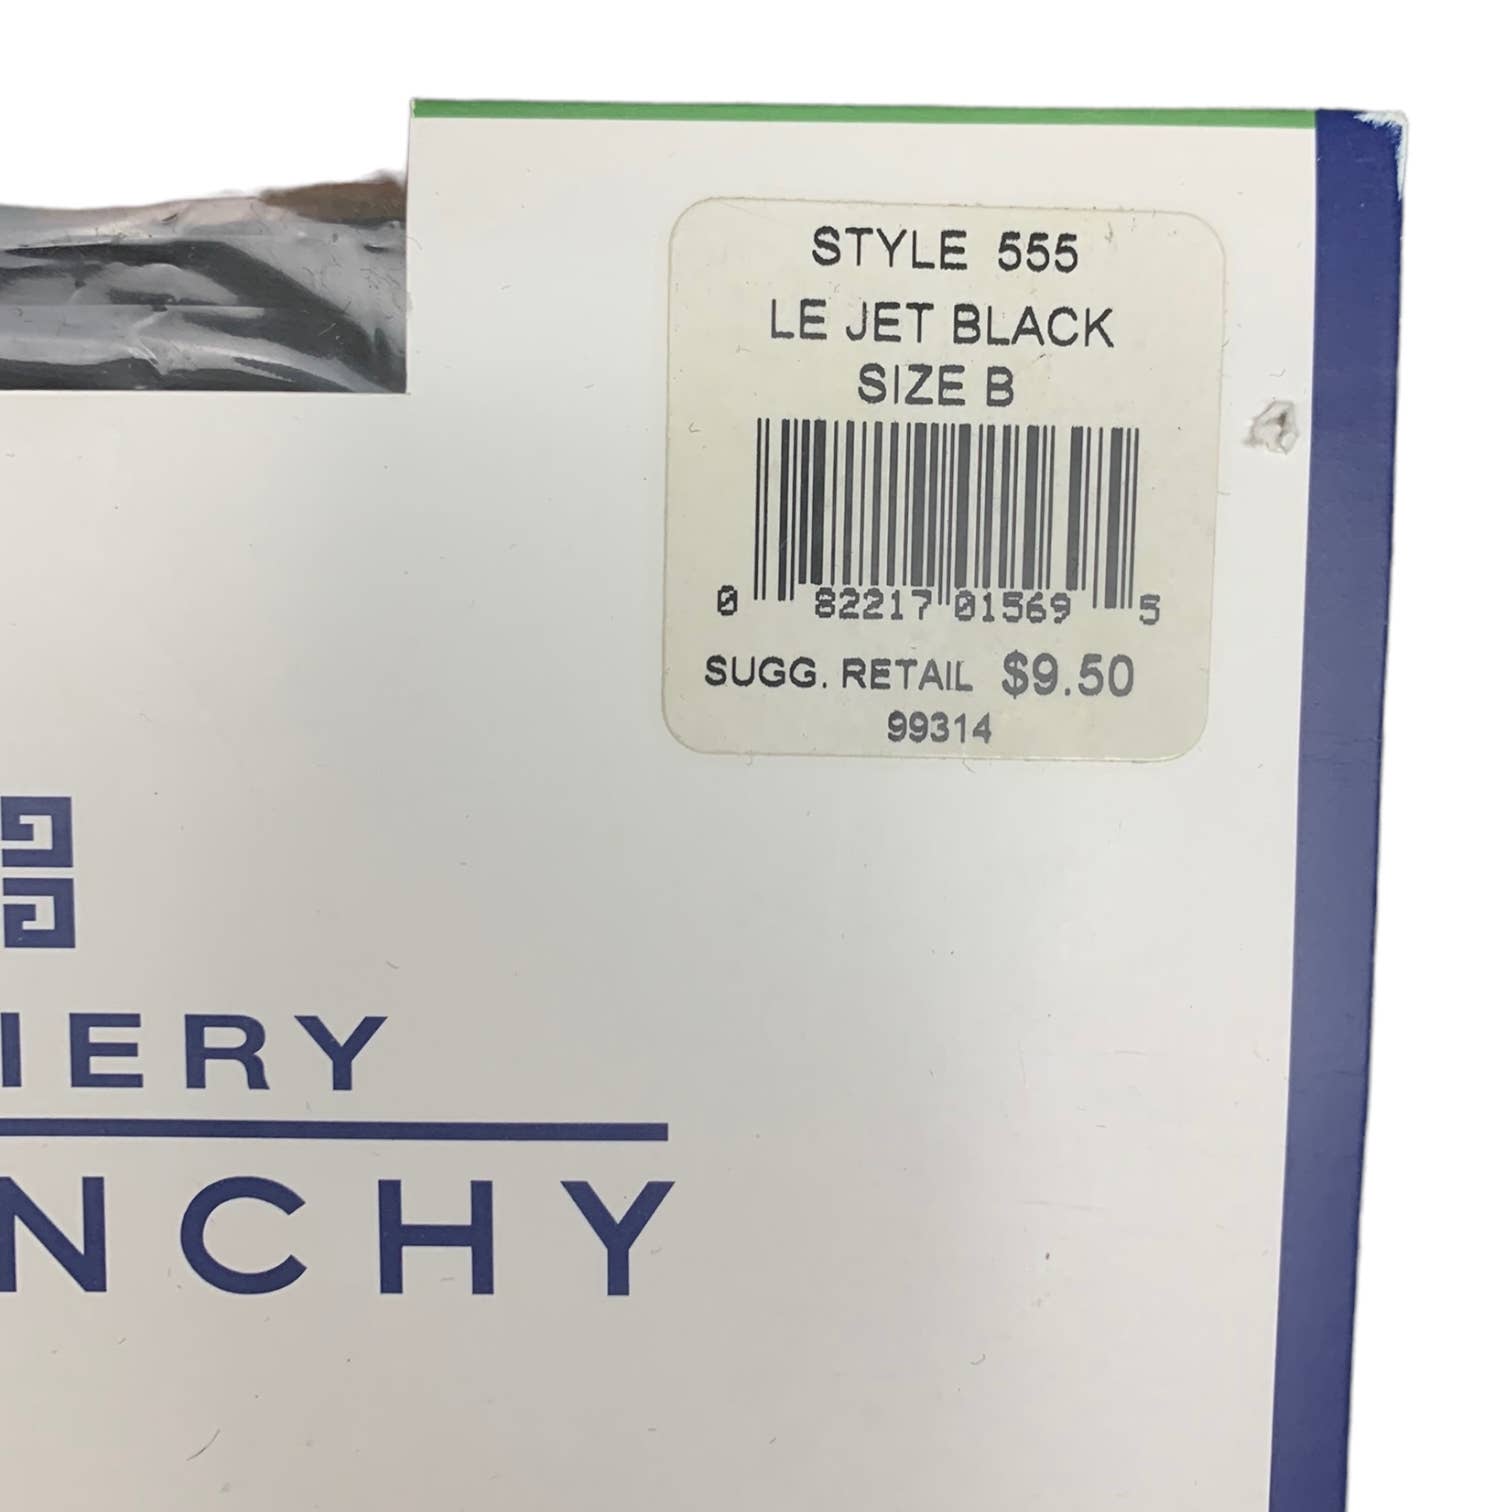 STYLE 555
LE JET BLACK
SIZE B
0 82217 01569 5
SUGG. RETAIL $9.50
99314
IERY
NCHY